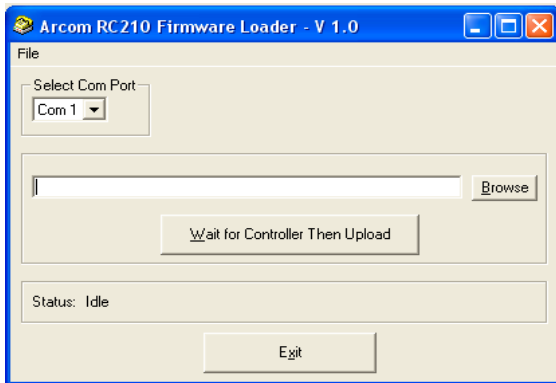 Arcom RC210 Firmware Loader - V 1.0
File
Select Com Port
Com 1
Browse
Wait for Controller Then Upload
Status: Idle
Exit